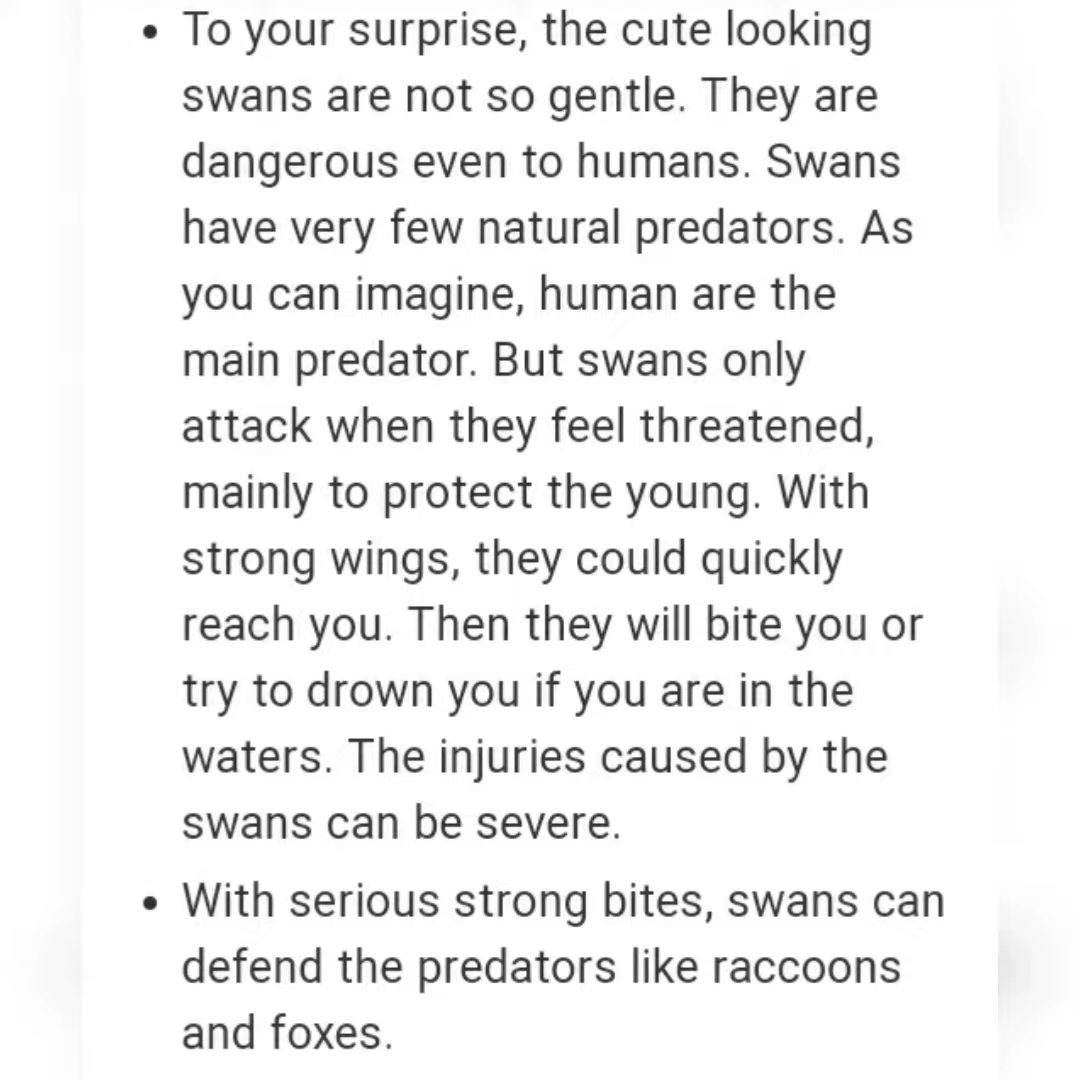 • To your surprise, the cute looking
swans are not so gentle. They are
dangerous even to humans. Swans
have very few natural predators. As
you can imagine, human are the
main predator. But swans only
attack when they feel threatened,
mainly to protect the young. With
strong wings, they could quickly
reach you. Then they will bite you or
try to drown you if you are in the
waters. The injuries caused by the
swans can be severe.
• With serious strong bites, swans can
defend the predators like raccoons
and foxes.